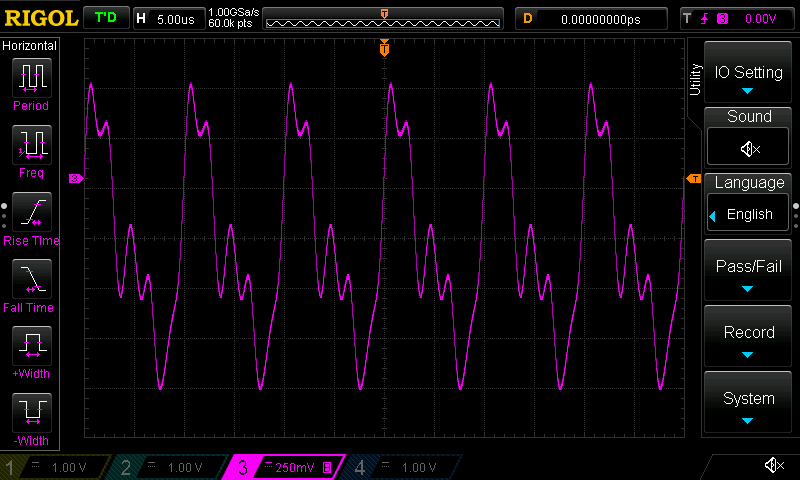 RIGOL T'D H 5.00us 1.00GSa/s 60.0k pts T D 0.00000000ps T 3 0.00V
Horizontal
Period
Freq
Rise Time
Fall Time
+Width
-Width
T
3
T
Utility
IO Setting
Sound
Language
English
Pass/Fail
Record
System
1 1.00 V 2 1.00 V 3 250mV B 4 1.00 V